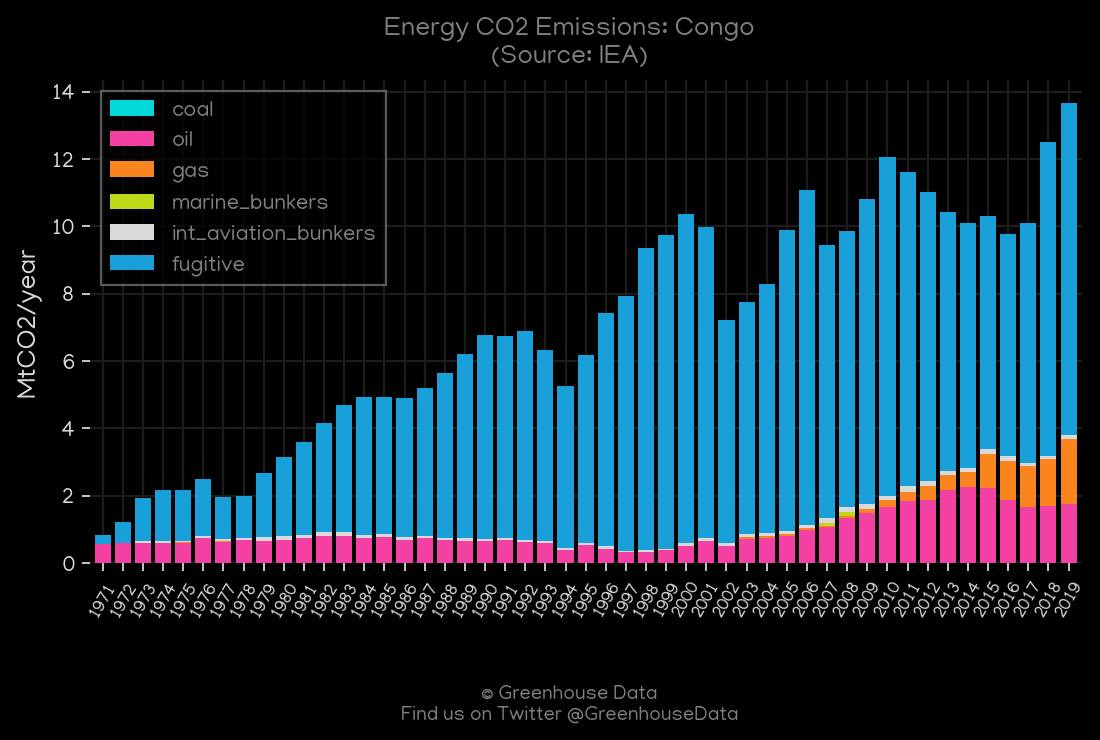 Energy CO2 Emissions: Congo
(Source: IEA)
MtCO2/year
14
12
10
8
6
4
2
0
coal
oil
gas
marine_bunkers
int_aviation_bunkers
fugitive
1971 1972 1973 1974 1975 1976 1977 1978 1979 1980 1981 1982 1983 1984 1985 1986 1987 1988 1989 1990 1991 1992 1993 1994 1995 1996 1997 1998 1999 2000 2001 2002 2003 2004 2005 2006 2007 2008 2009 2010 2011 2012 2013 2014 2015 2016 2017 2018 2019
© Greenhouse Data
Find us on Twitter @GreenhouseData